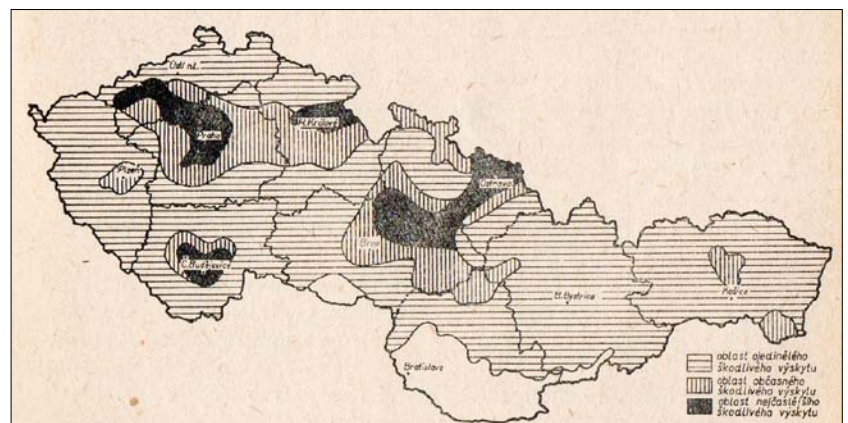 Ústí n.L.
Praha
H. Králové
Plzeň
Ostrava
Brno
Č. Budějovice
B. Bystrica
Košice
Bratislava
oblast ojedinělého
škodlivého výskytu
oblast občasného
škodlivého výskytu
oblast nejčastějšího
škodlivého výskytu